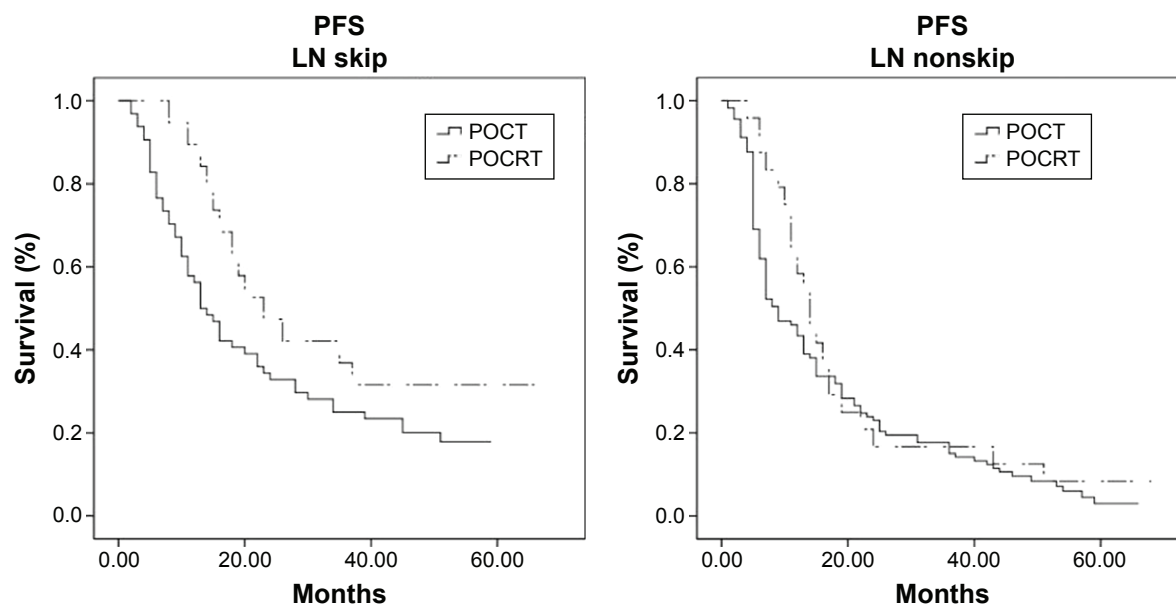 PFS
LN skip
1.0
0.8
0.6
0.4
0.2
0.0
Survival (%)
POCT
POCRT
0.00
20.00
40.00
60.00
Months
PFS
LN nonskip
1.0
0.8
0.6
0.4
0.2
0.0
Survival (%)
POCT
POCRT
0.00
20.00
40.00
60.00
Months